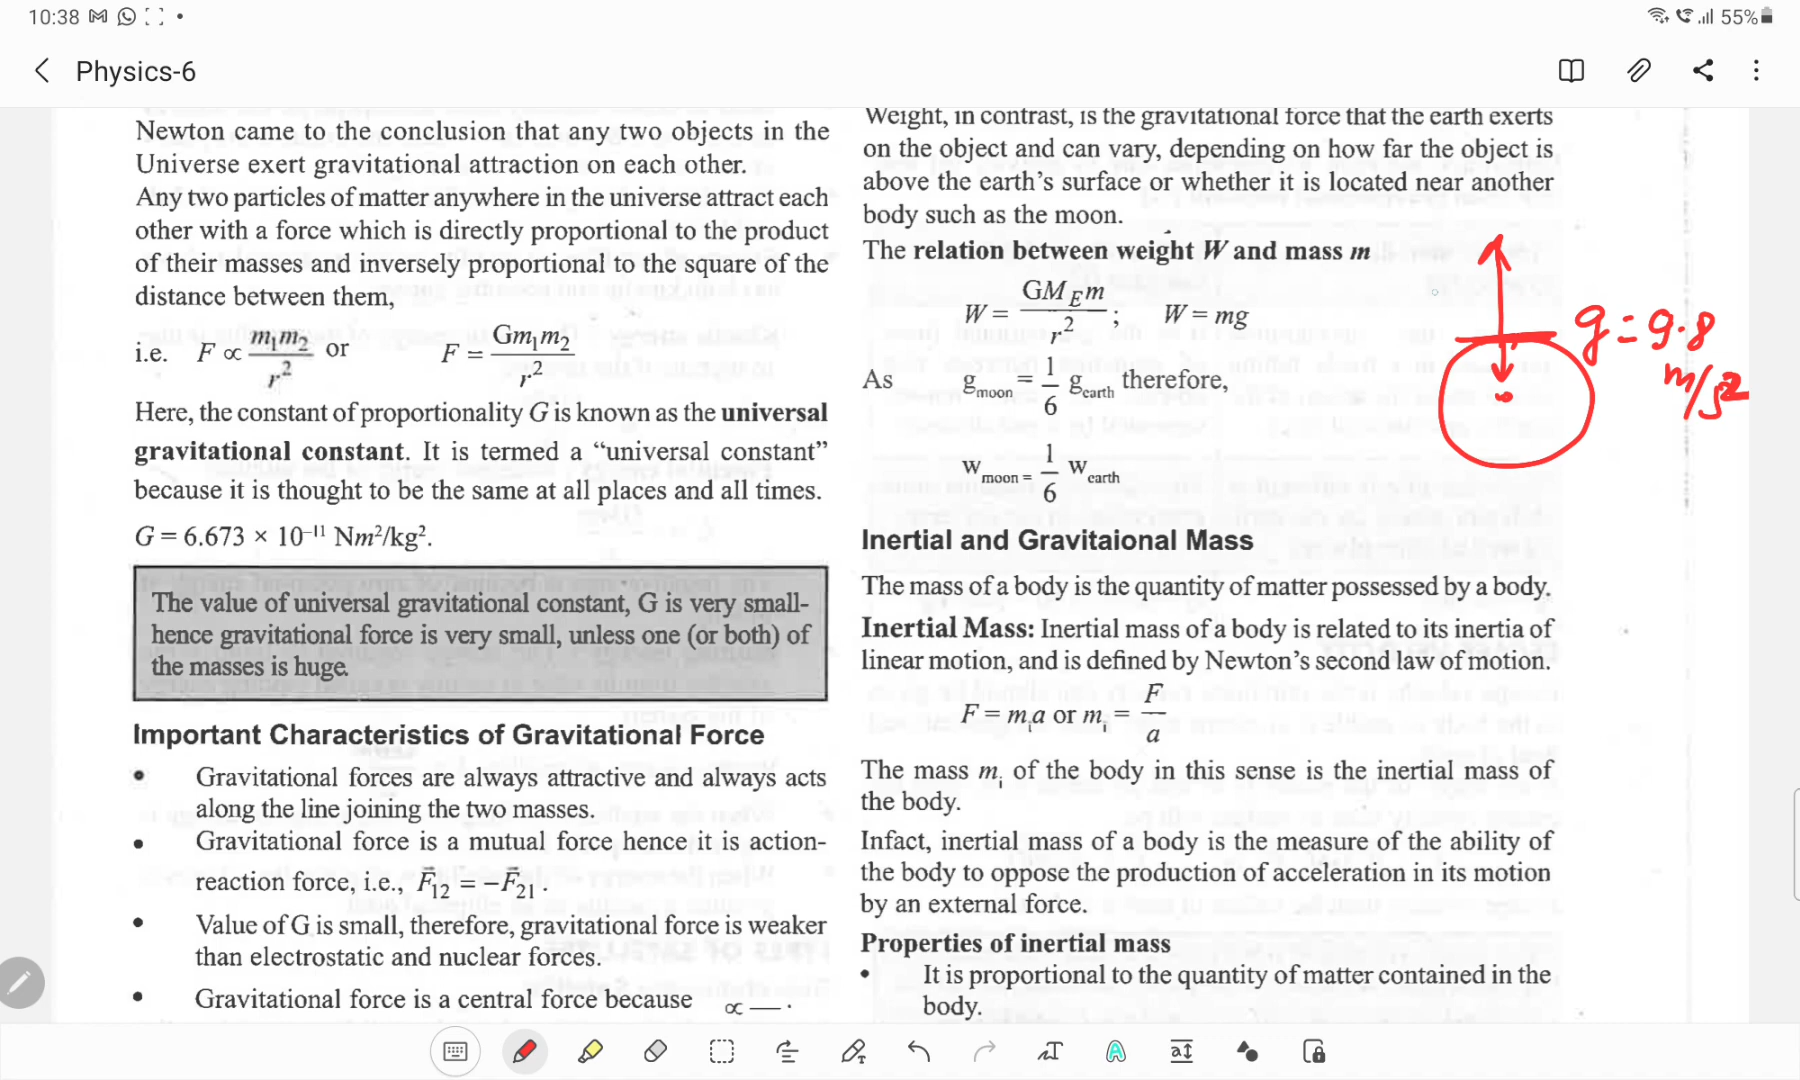 10:38
55%
Physics-6
Newton came to the conclusion that any two objects in the
Universe exert gravitational attraction on each other.
Any two particles of matter anywhere in the universe attract each
other with a force which is directly proportional to the product
of their masses and inversely proportional to the square of the
distance between them,
i.e. F ∝ m₁m₂/r² or F = Gm₁m₂/r²
Here, the constant of proportionality G is known as the universal
gravitational constant. It is termed a “universal constant”
because it is thought to be the same at all places and all times.
G = 6.673 × 10⁻¹¹ Nm²/kg².
The value of universal gravitational constant, G is very small-
hence gravitational force is very small, unless one (or both) of
the masses is huge.
Important Characteristics of Gravitational Force
• Gravitational forces are always attractive and always acts
along the line joining the two masses.
• Gravitational force is a mutual force hence it is action-
reaction force, i.e., F⃗₁₂ = −F⃗₂₁.
• Value of G is small, therefore, gravitational force is weaker
than electrostatic and nuclear forces.
• Gravitational force is a central force because ∝ — .
Weight, in contrast, is the gravitational force that the earth exerts
on the object and can vary, depending on how far the object is
above the earth’s surface or whether it is located near another
body such as the moon.
The relation between weight W and mass m
W = GM_E m/r² ; W = mg
As g_moon = 1/6 g_earth therefore,
w_moon = 1/6 w_earth
g = 9.8
m/s²
Inertial and Gravitaional Mass
The mass of a body is the quantity of matter possessed by a body.
Inertial Mass: Inertial mass of a body is related to its inertia of
linear motion, and is defined by Newton’s second law of motion.
F = mᵢa or mᵢ = F/a
The mass mᵢ of the body in this sense is the inertial mass of
the body.
Infact, inertial mass of a body is the measure of the ability of
the body to oppose the production of acceleration in its motion
by an external force.
Properties of inertial mass
• It is proportional to the quantity of matter contained in the
body.